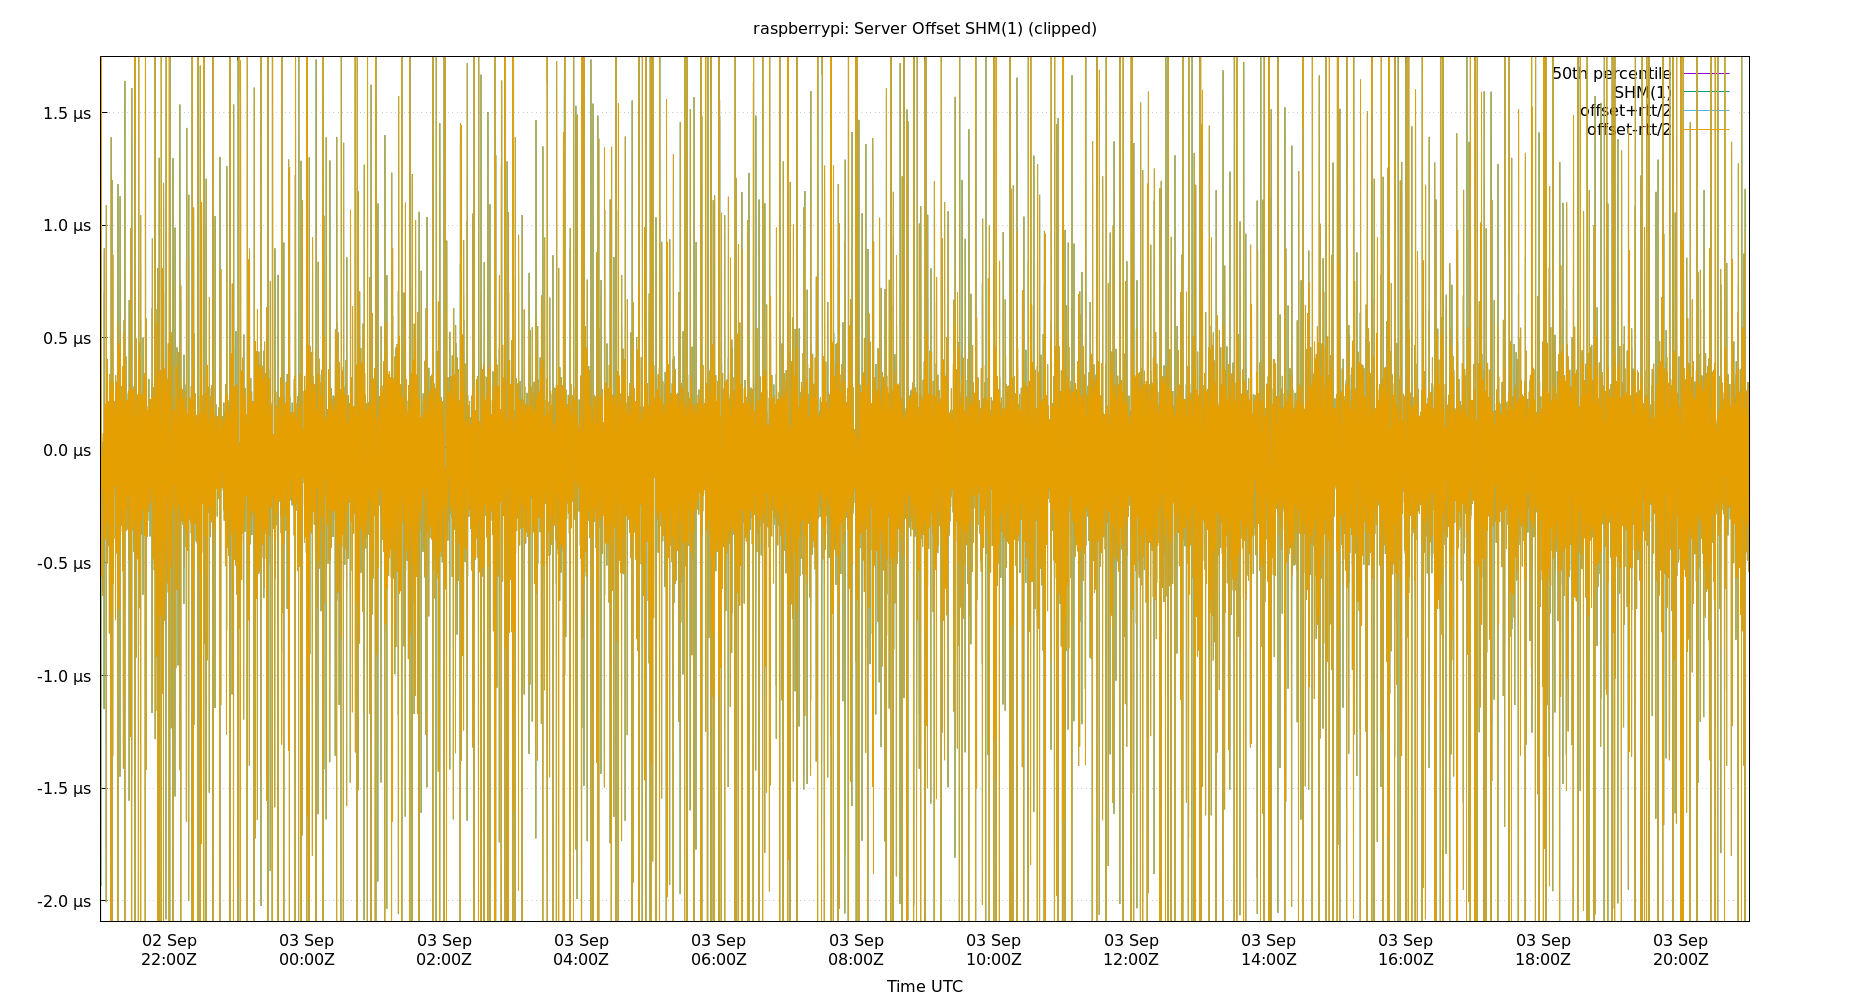 raspberrypi: Server Offset SHM(1) (clipped)
50th percentile
SHM(1)
offset+rtt/2
offset-rtt/2
1.5 µs
1.0 µs
0.5 µs
0.0 µs
-0.5 µs
-1.0 µs
-1.5 µs
-2.0 µs
02 Sep 03 Sep 03 Sep 03 Sep 03 Sep 03 Sep 03 Sep 03 Sep 03 Sep 03 Sep 03 Sep 03 Sep
22:00Z 00:00Z 02:00Z 04:00Z 06:00Z 08:00Z 10:00Z 12:00Z 14:00Z 16:00Z 18:00Z 20:00Z
Time UTC